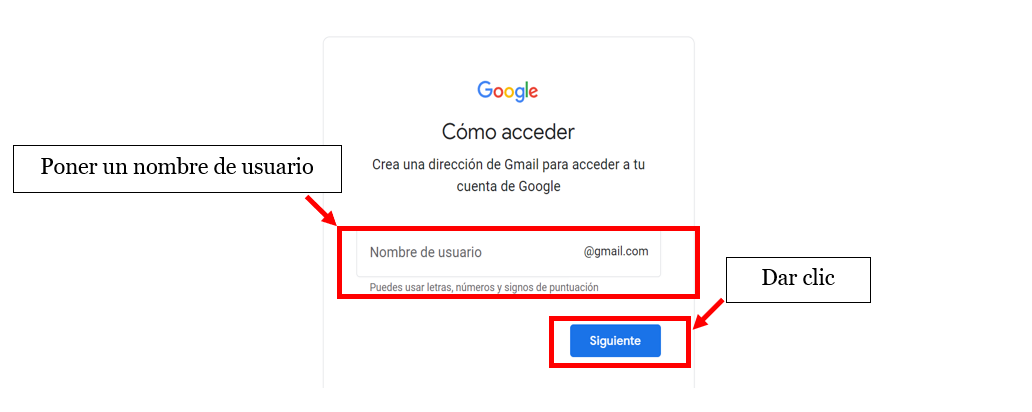 Google
Cómo acceder
Crea una dirección de Gmail para acceder a tu
cuenta de Google
Poner un nombre de usuario
Nombre de usuario @gmail.com
Puedes usar letras, números y signos de puntuación
Dar clic
Siguiente